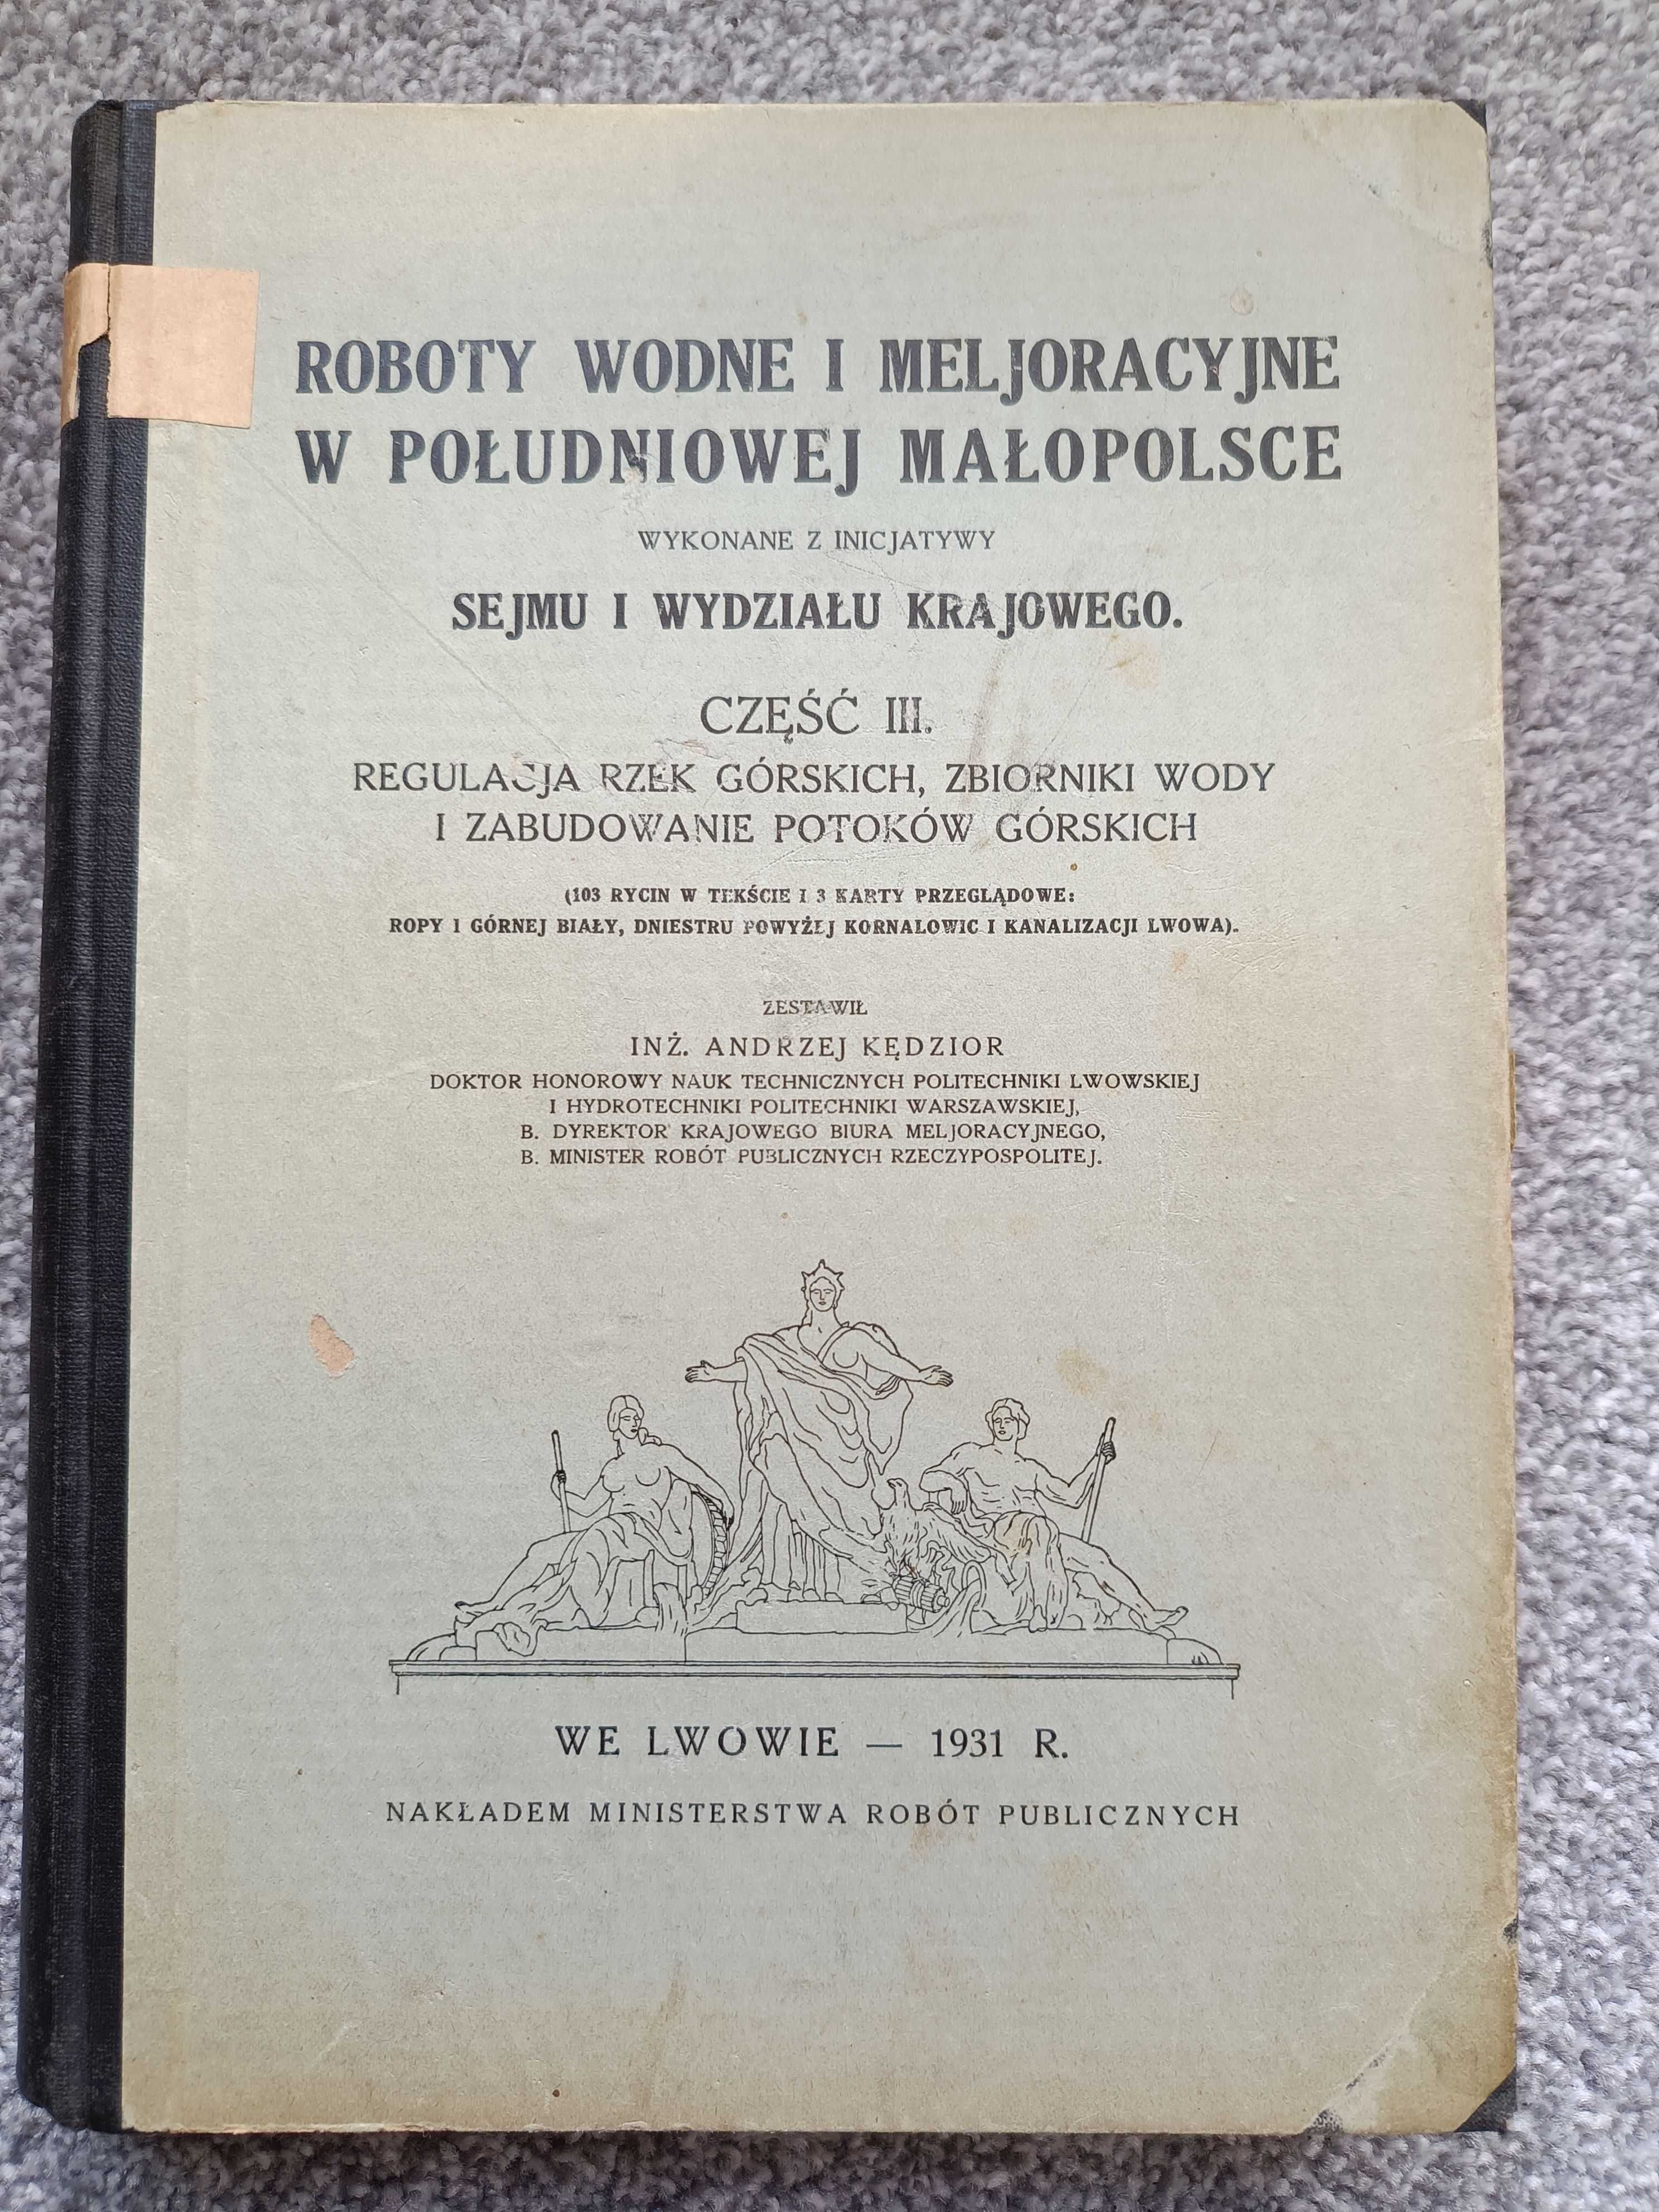 ROBOTY WODNE I MELJORACYJNE
W POŁUDNIOWEJ MAŁOPOLSCE
WYKONANE Z INICJATYWY
SEJMU I WYDZIAŁU KRAJOWEGO.
CZĘŚĆ III.
REGULACJA RZEK GÓRSKICH, ZBIORNIKI WODY
I ZABUDOWANIE POTOKÓW GÓRSKICH
(103 RYCIN W TEKŚCIE I 3 KARTY PRZEGLĄDOWE:
ROPY I GÓRNEJ BIAŁY, DNIESTRU POWYŻEJ KORNALOWIC I KANALIZACJI LWOWA).
ZESTAWIŁ
INŻ. ANDRZEJ KĘDZIOR
DOKTOR HONOROWY NAUK TECHNICZNYCH POLITECHNIKI LWOWSKIEJ
I HYDROTECHNIKI POLITECHNIKI WARSZAWSKIEJ,
B. DYREKTOR KRAJOWEGO BIURA MELJORACYJNEGO,
B. MINISTER ROBÓT PUBLICZNYCH RZECZYPOSPOLITEJ.
WE LWOWIE — 1931 R.
NAKŁADEM MINISTERSTWA ROBÓT PUBLICZNYCH